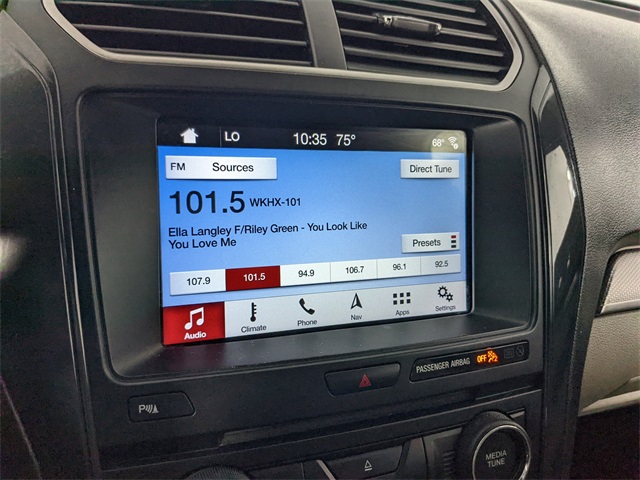 LO 10:35 75° 68°
FM Sources Direct Tune
101.5 WKHX-101
Ella Langley F/Riley Green - You Look Like
You Love Me
Presets
107.9 101.5 94.9 106.7 96.1 92.5
Audio Climate Phone Nav Apps Settings
PASSENGER AIRBAG OFF
P
MEDIA
TUNE